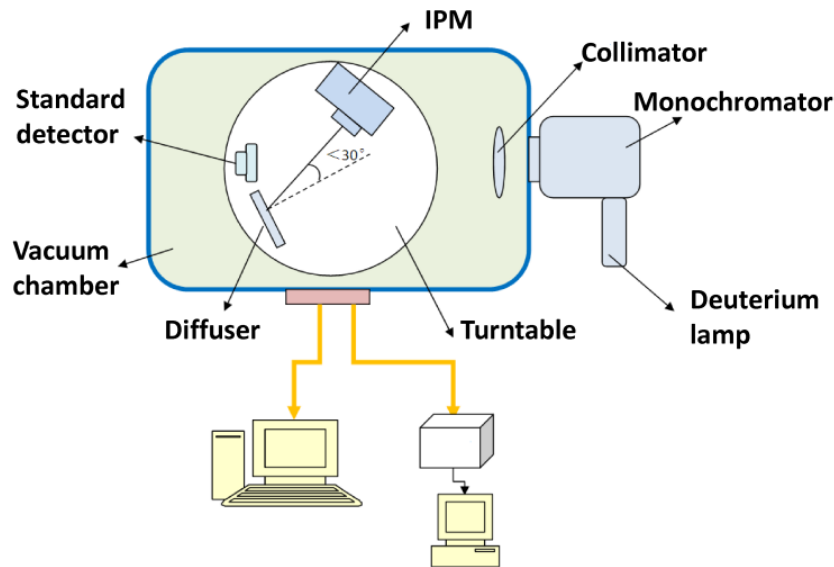 IPM
Collimator
Monochromator
Standard
detector
<30°
Vacuum
chamber
Diffuser
Turntable
Deuterium
lamp